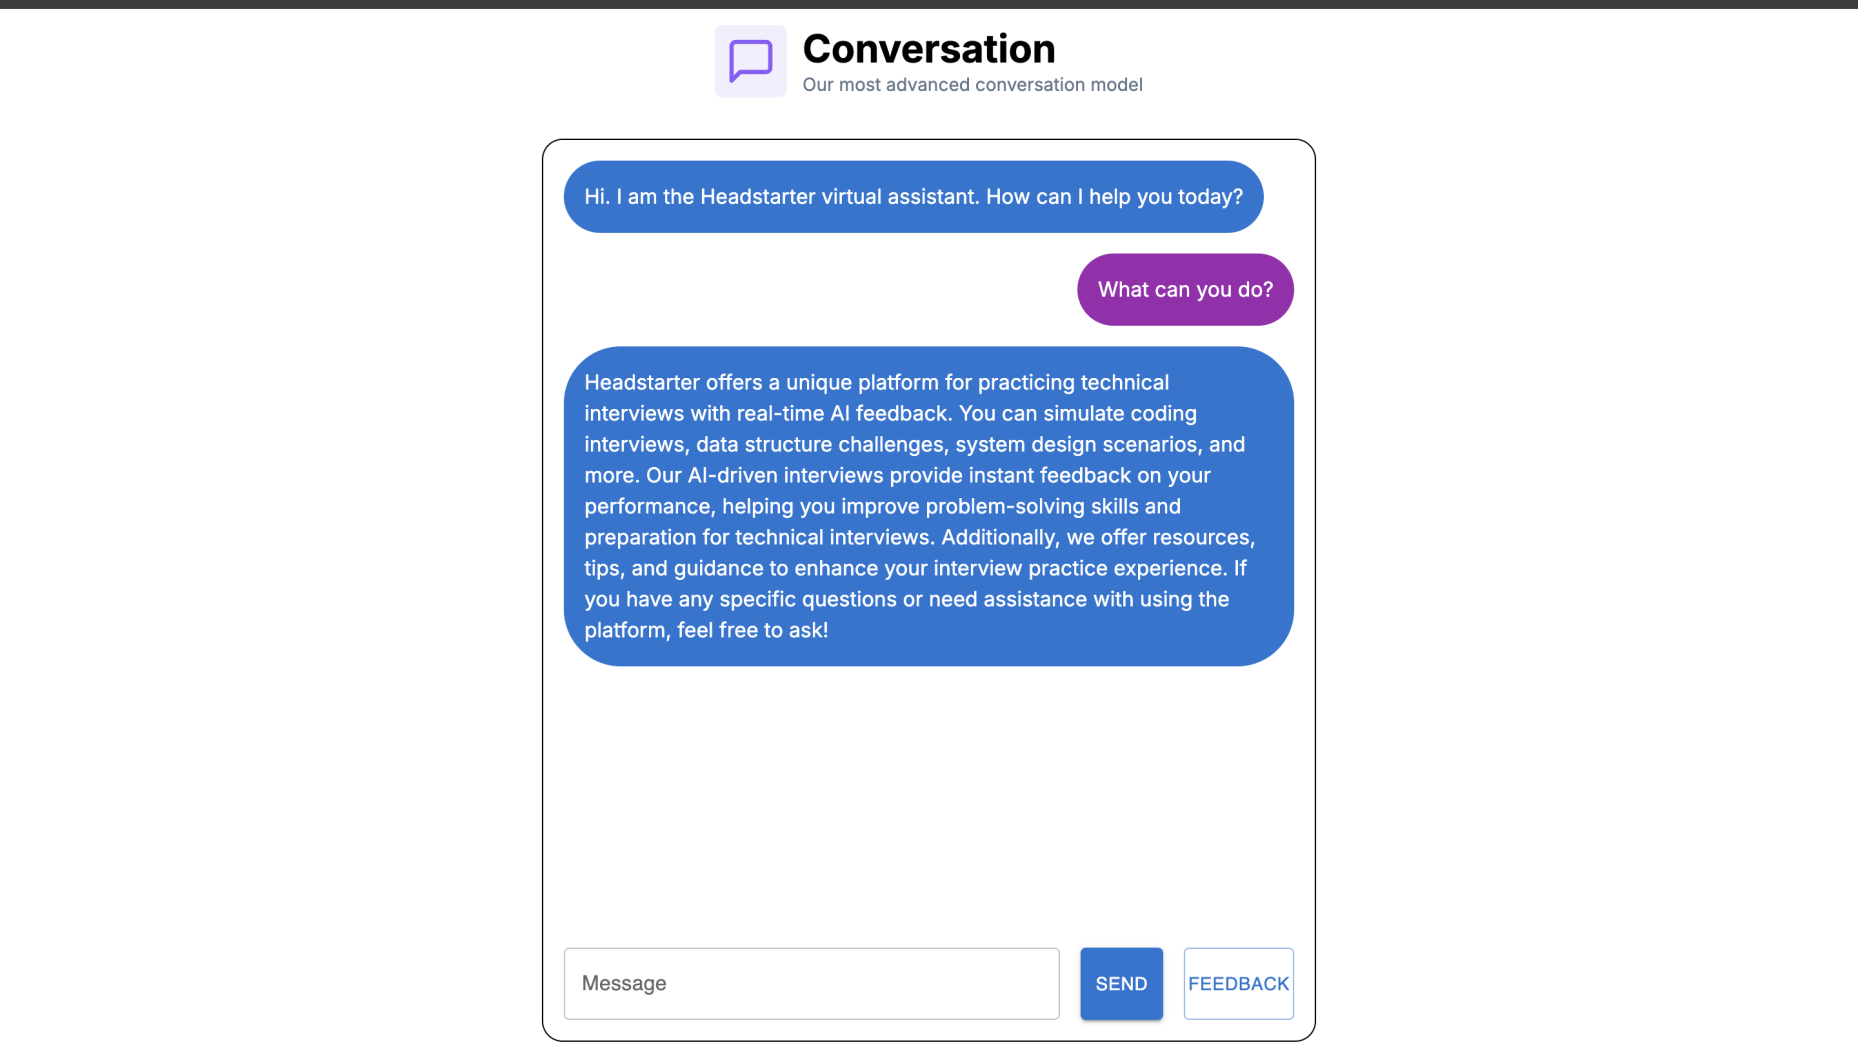 Conversation
Our most advanced conversation model
Hi. I am the Headstarter virtual assistant. How can I help you today?
What can you do?
Headstarter offers a unique platform for practicing technical
interviews with real-time AI feedback. You can simulate coding
interviews, data structure challenges, system design scenarios, and
more. Our AI-driven interviews provide instant feedback on your
performance, helping you improve problem-solving skills and
preparation for technical interviews. Additionally, we offer resources,
tips, and guidance to enhance your interview practice experience. If
you have any specific questions or need assistance with using the
platform, feel free to ask!
Message
SEND
FEEDBACK